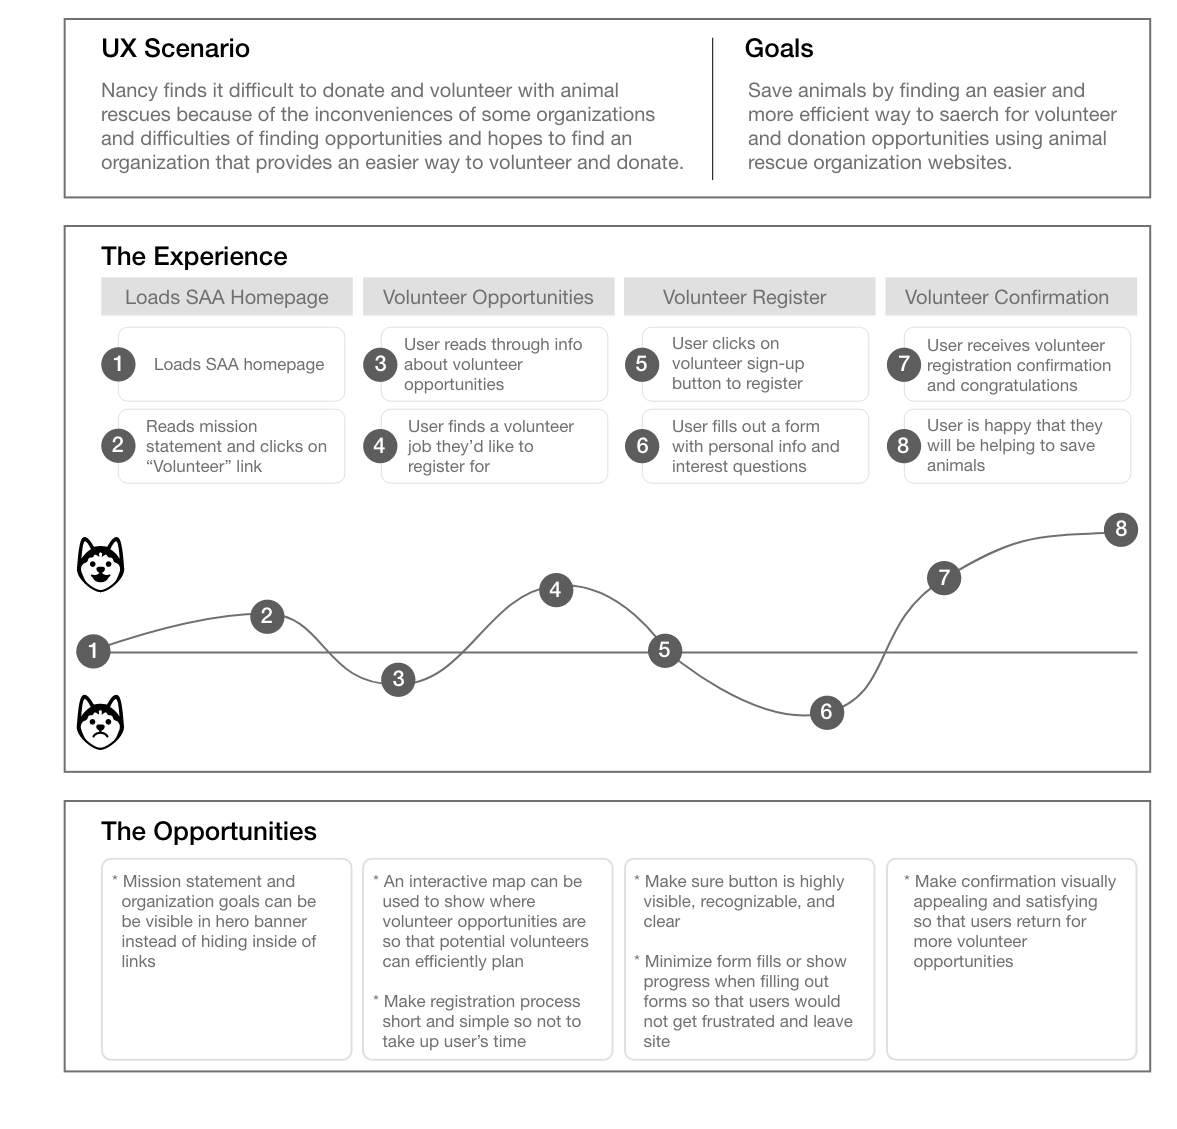 UX Scenario
Nancy finds it difficult to donate and volunteer with animal
rescues because of the inconveniences of some organizations
and difficulties of finding opportunities and hopes to find an
organization that provides an easier way to volunteer and donate.
Goals
Save animals by finding an easier and
more efficient way to saerch for volunteer
and donation opportunities using animal
rescue organization websites.
The Experience
Loads SAA Homepage
1
Loads SAA homepage
2
Reads mission
statement and clicks on
“Volunteer” link
Volunteer Opportunities
3
User reads through info
about volunteer
opportunities
4
User finds a volunteer
job they’d like to
register for
Volunteer Register
5
User clicks on
volunteer sign-up
button to register
6
User fills out a form
with personal info and
interest questions
Volunteer Confirmation
7
User receives volunteer
registration confirmation
and congratulations
8
User is happy that they
will be helping to save
animals
1
2
3
4
5
6
7
8
The Opportunities
* Mission statement and
organization goals can be
be visible in hero banner
instead of hiding inside of
links
* An interactive map can be
used to show where
volunteer opportunities are
so that potential volunteers
can efficiently plan
* Make registration process
short and simple so not to
take up user’s time
* Make sure button is highly
visible, recognizable, and
clear
* Minimize form fills or show
progress when filling out
forms so that users would
not get frustrated and leave
site
* Make confirmation visually
appealing and satisfying
so that users return for
more volunteer
opportunities